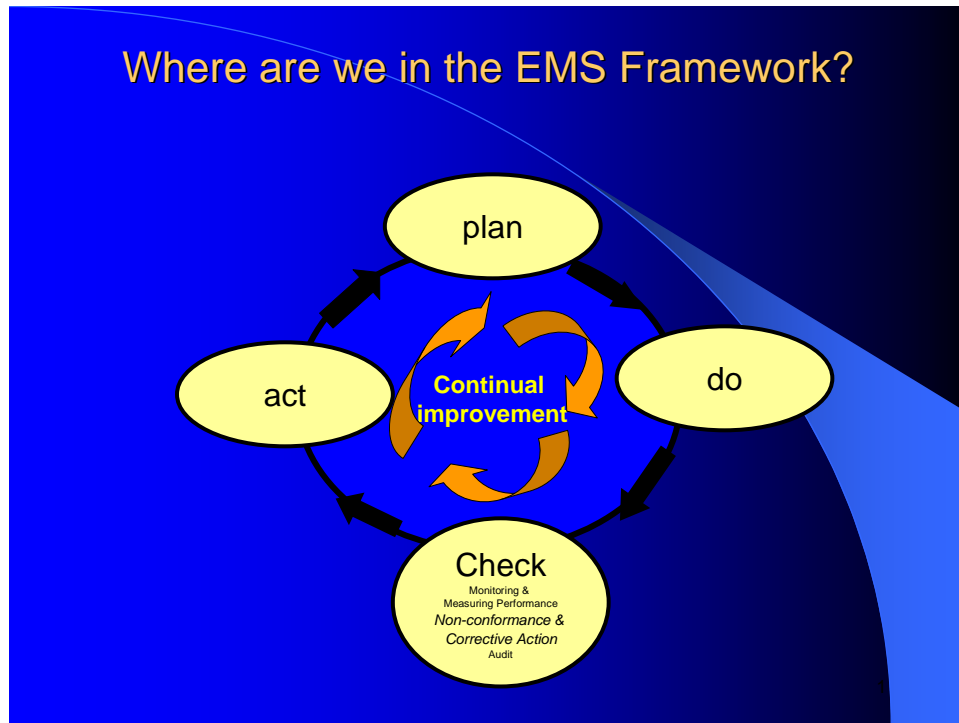 Where are we in the EMS Framework?
plan
act
Continual
improvement
do
Check
Monitoring &
Measuring Performance
Non-conformance &
Corrective Action
Audit